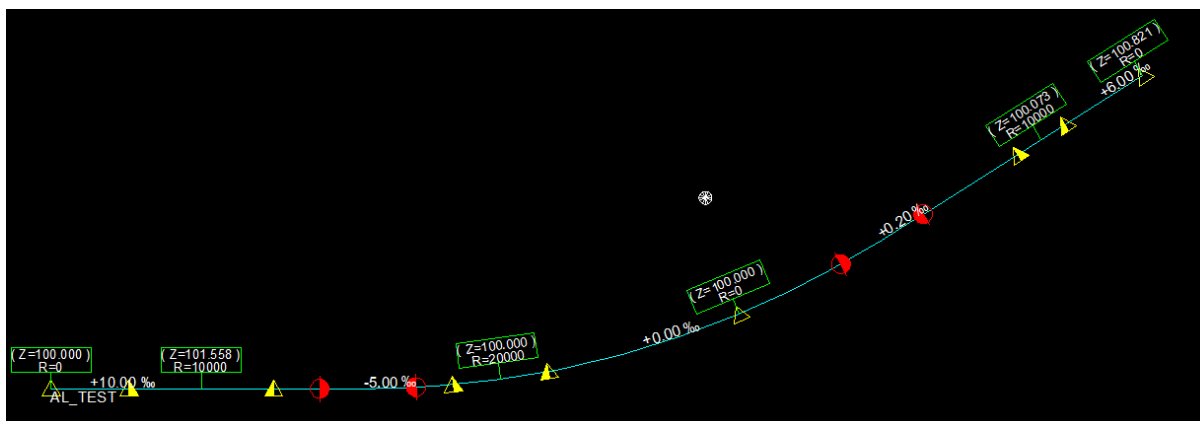 ( Z=100.000 )
R=0
+10.00 ‰
AL_TEST
( Z=101.558 )
R=10000
-5.00 ‰
( Z=100.000 )
R=20000
+0.00 ‰
( Z=100.000 )
R=0
+0.20 ‰
( Z=100.073 )
R=10000
+6.00 ‰
( Z=100.821 )
R=0